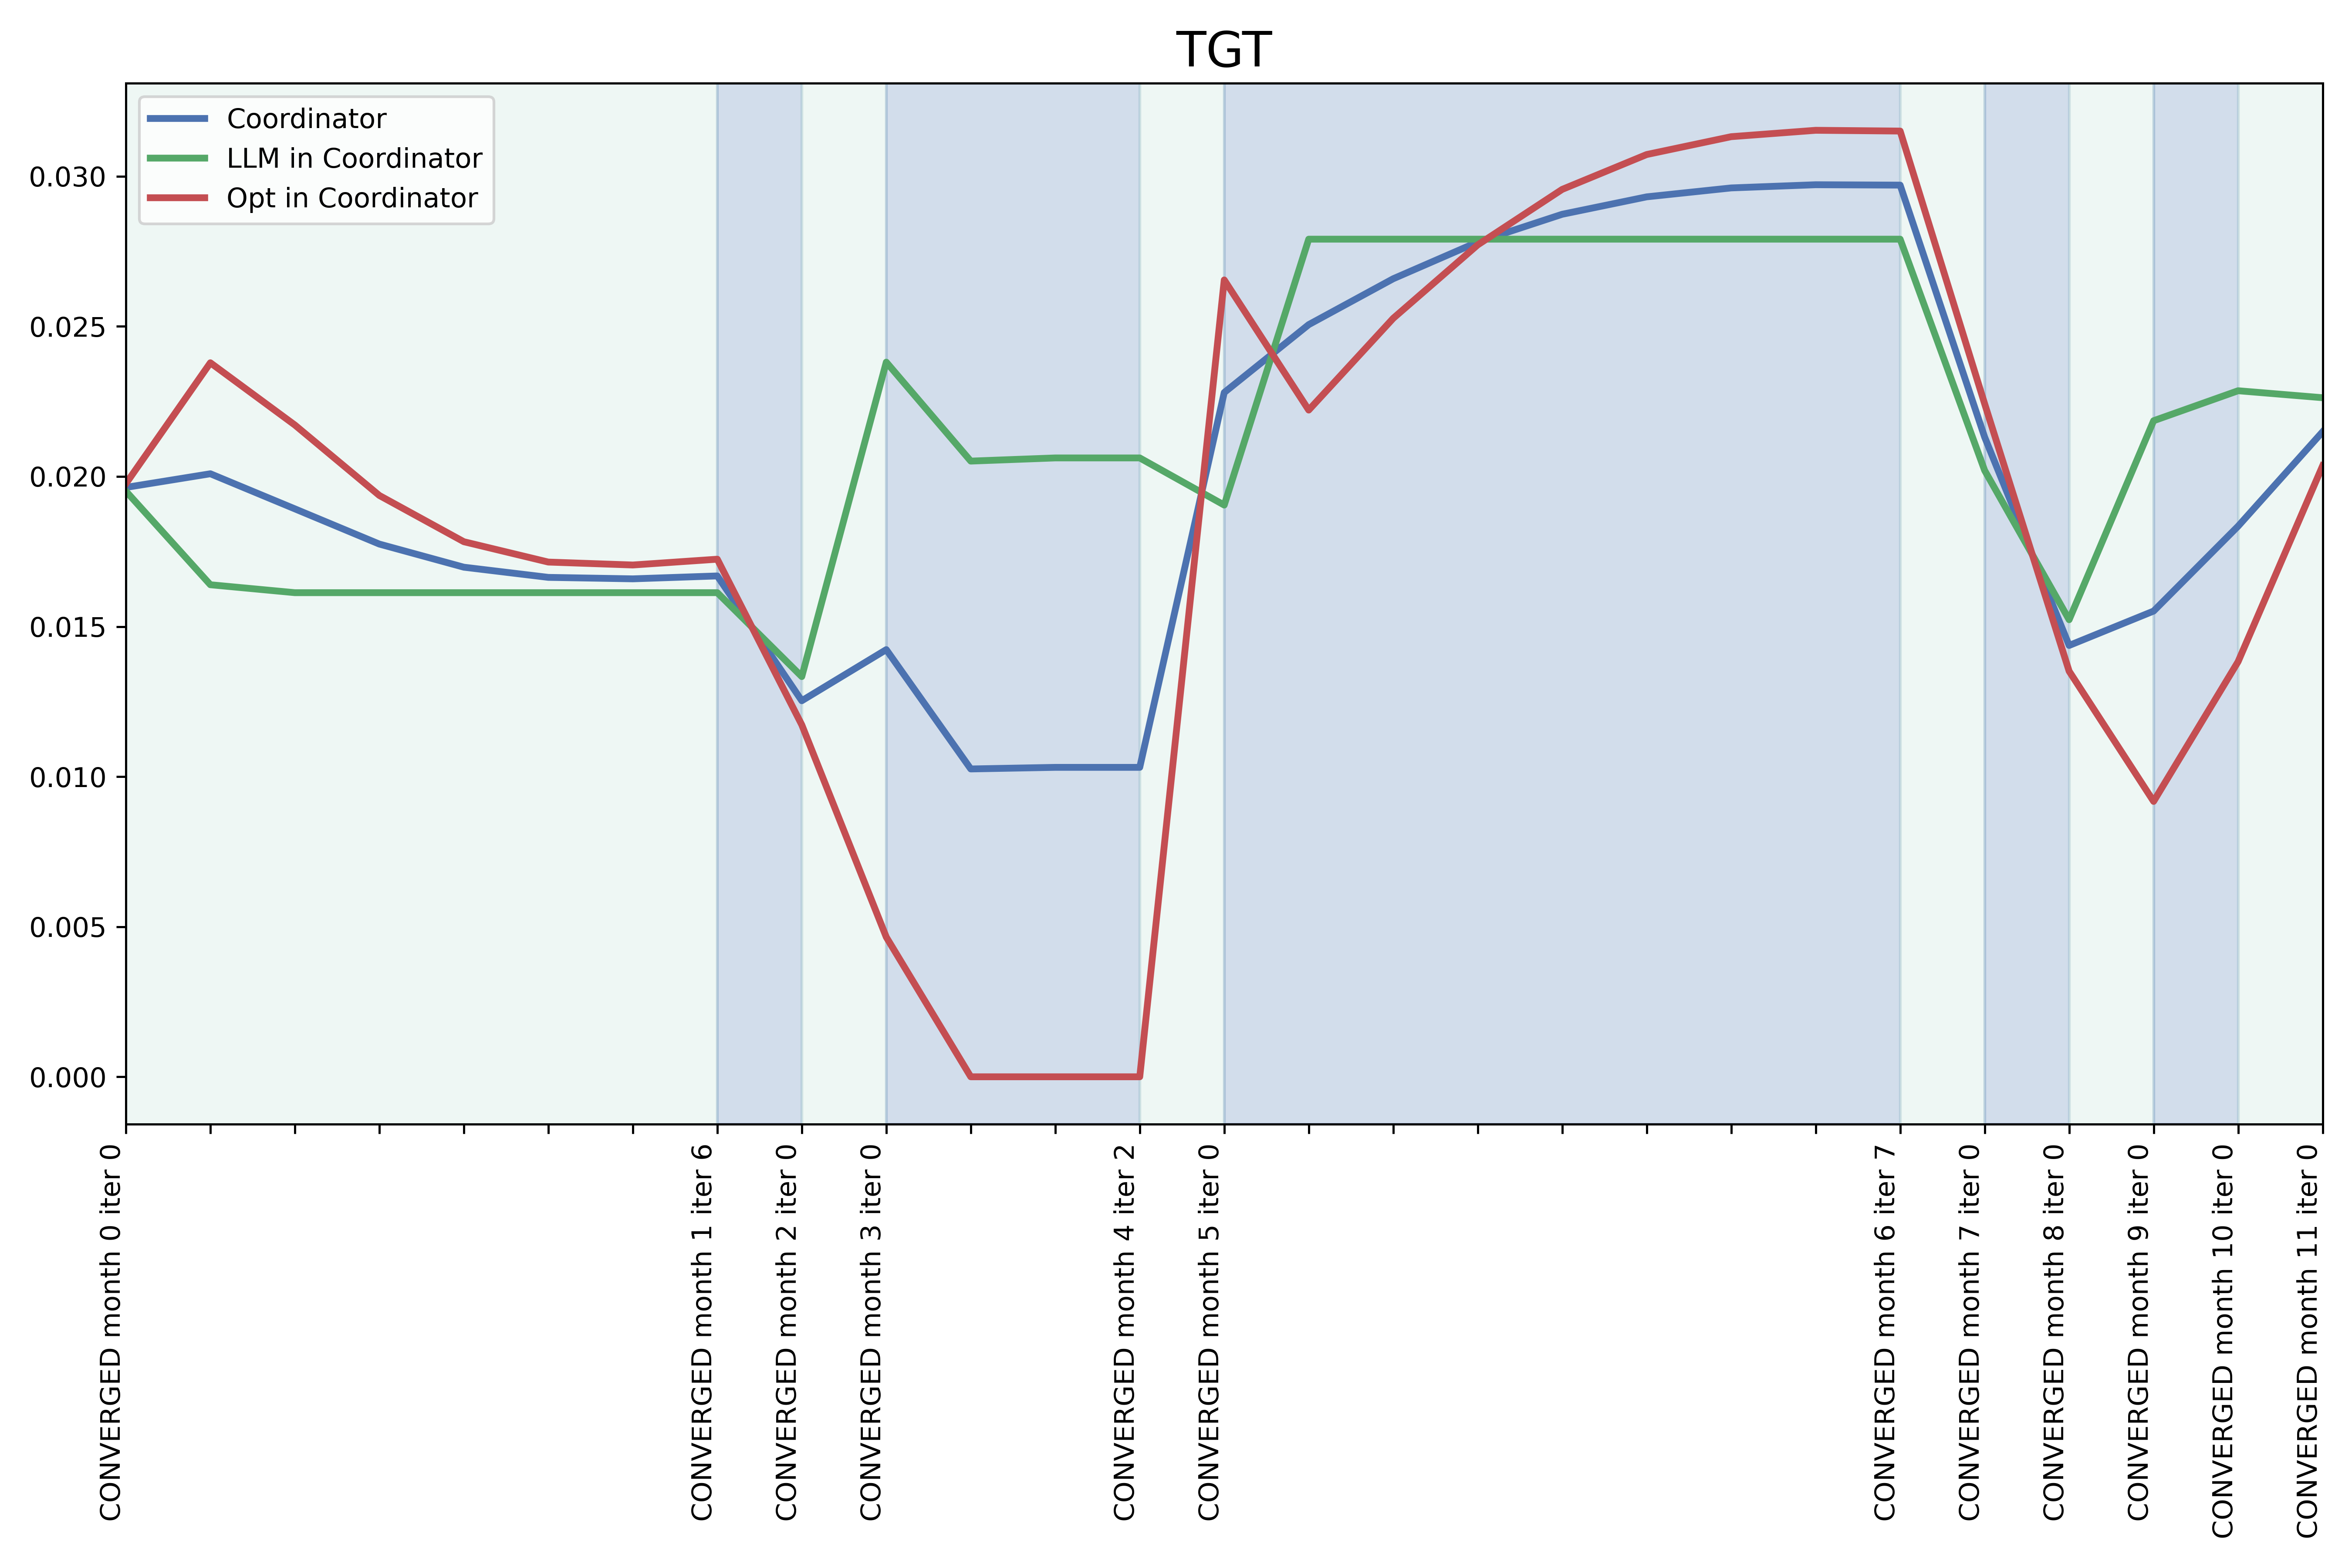 TGT
Coordinator
LLM in Coordinator
Opt in Coordinator
0.030
0.025
0.020
0.015
0.010
0.005
0.000
CONVERGED month 0 iter 0
CONVERGED month 1 iter 6
CONVERGED month 2 iter 0
CONVERGED month 3 iter 0
CONVERGED month 4 iter 2
CONVERGED month 5 iter 0
CONVERGED month 6 iter 7
CONVERGED month 7 iter 0
CONVERGED month 8 iter 0
CONVERGED month 9 iter 0
CONVERGED month 10 iter 0
CONVERGED month 11 iter 0